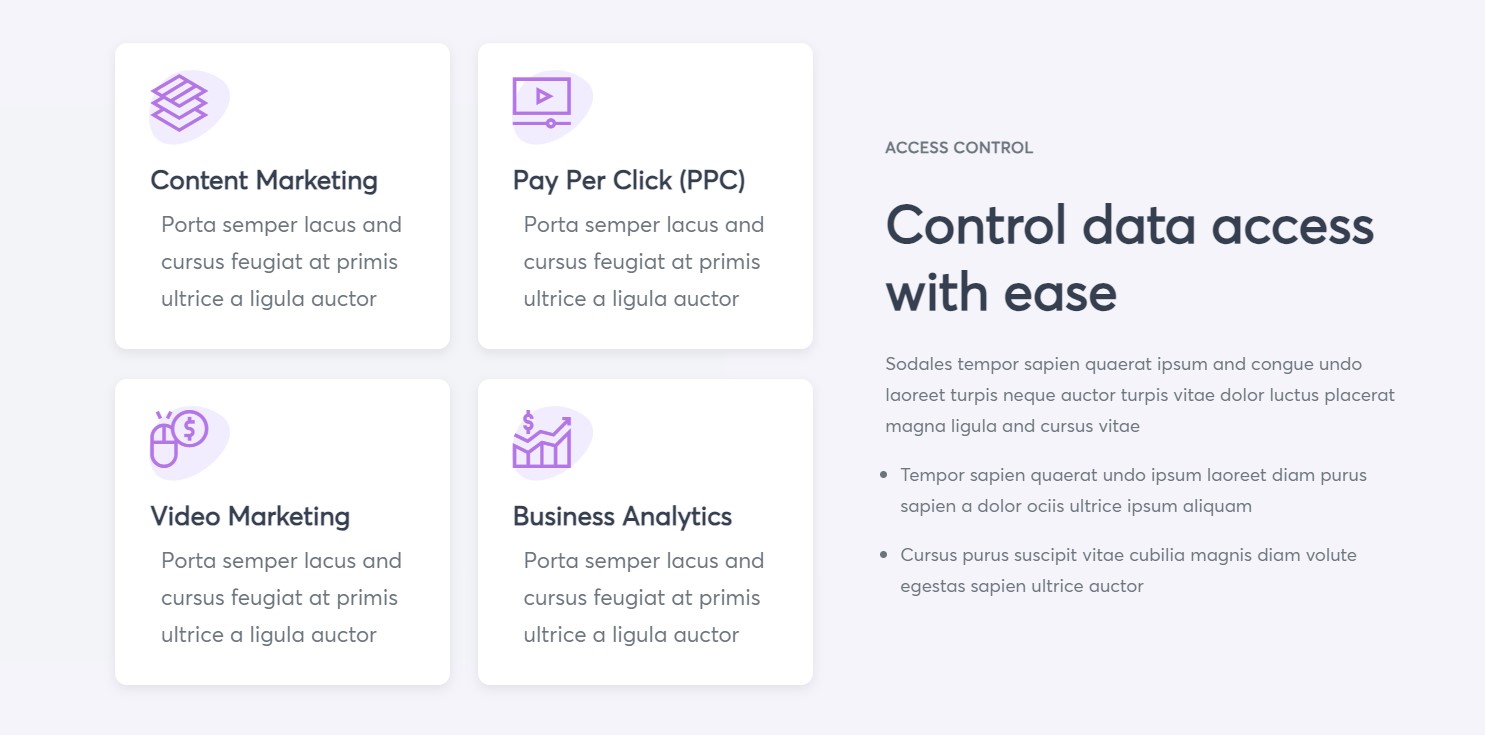 Content Marketing
Porta semper lacus and
cursus feugiat at primis
ultrice a ligula auctor
Pay Per Click (PPC)
Porta semper lacus and
cursus feugiat at primis
ultrice a ligula auctor
Video Marketing
Porta semper lacus and
cursus feugiat at primis
ultrice a ligula auctor
Business Analytics
Porta semper lacus and
cursus feugiat at primis
ultrice a ligula auctor
ACCESS CONTROL
Control data access
with ease
Sodales tempor sapien quaerat ipsum and congue undo
laoreet turpis neque auctor turpis vitae dolor luctus placerat
magna ligula and cursus vitae
Tempor sapien quaerat undo ipsum laoreet diam purus
sapien a dolor ociis ultrice ipsum aliquam
Cursus purus suscipit vitae cubilia magnis diam volute
egestas sapien ultrice auctor